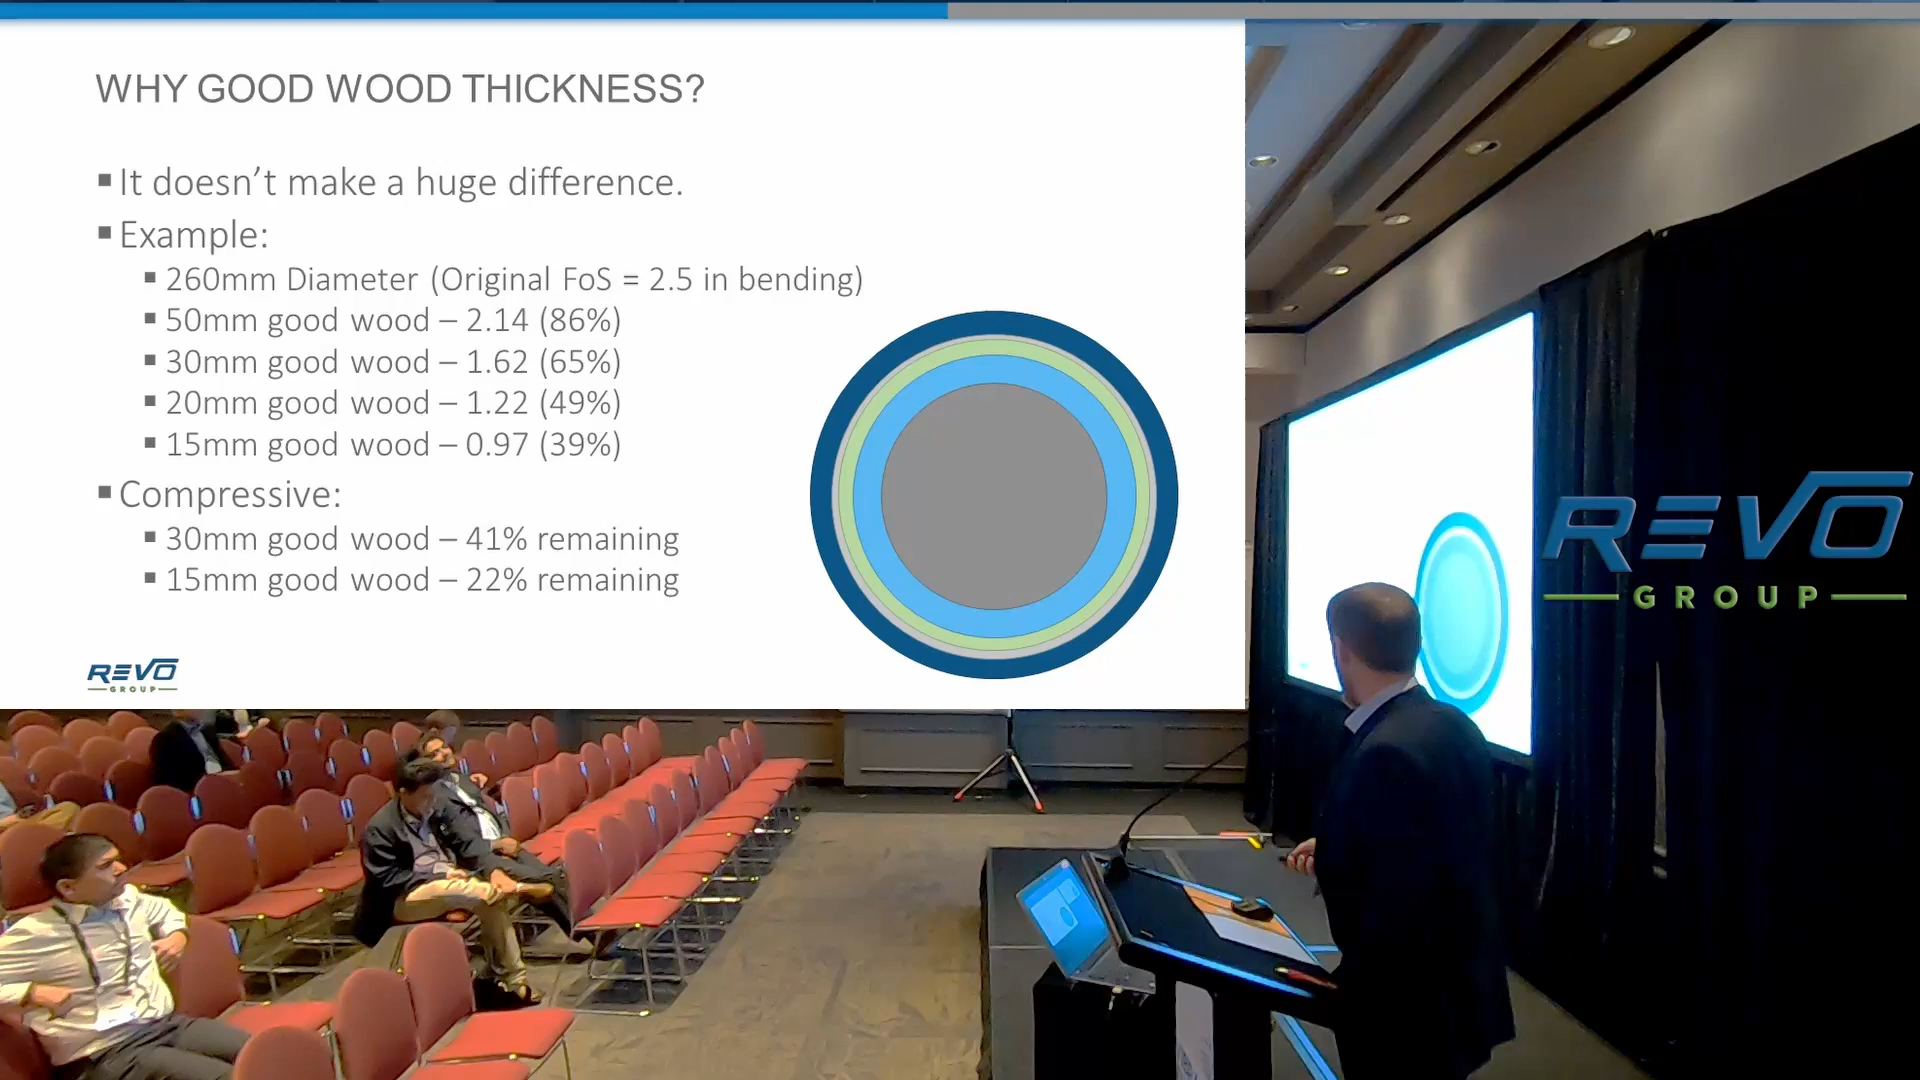 WHY GOOD WOOD THICKNESS?
It doesn't make a huge difference.
Example:
260mm Diameter (Original FoS = 2.5 in bending)
50mm good wood – 2.14 (86%)
30mm good wood – 1.62 (65%)
20mm good wood – 1.22 (49%)
15mm good wood – 0.97 (39%)
Compressive:
30mm good wood – 41% remaining
15mm good wood – 22% remaining
REVO
GROUP
REVO
GROUP